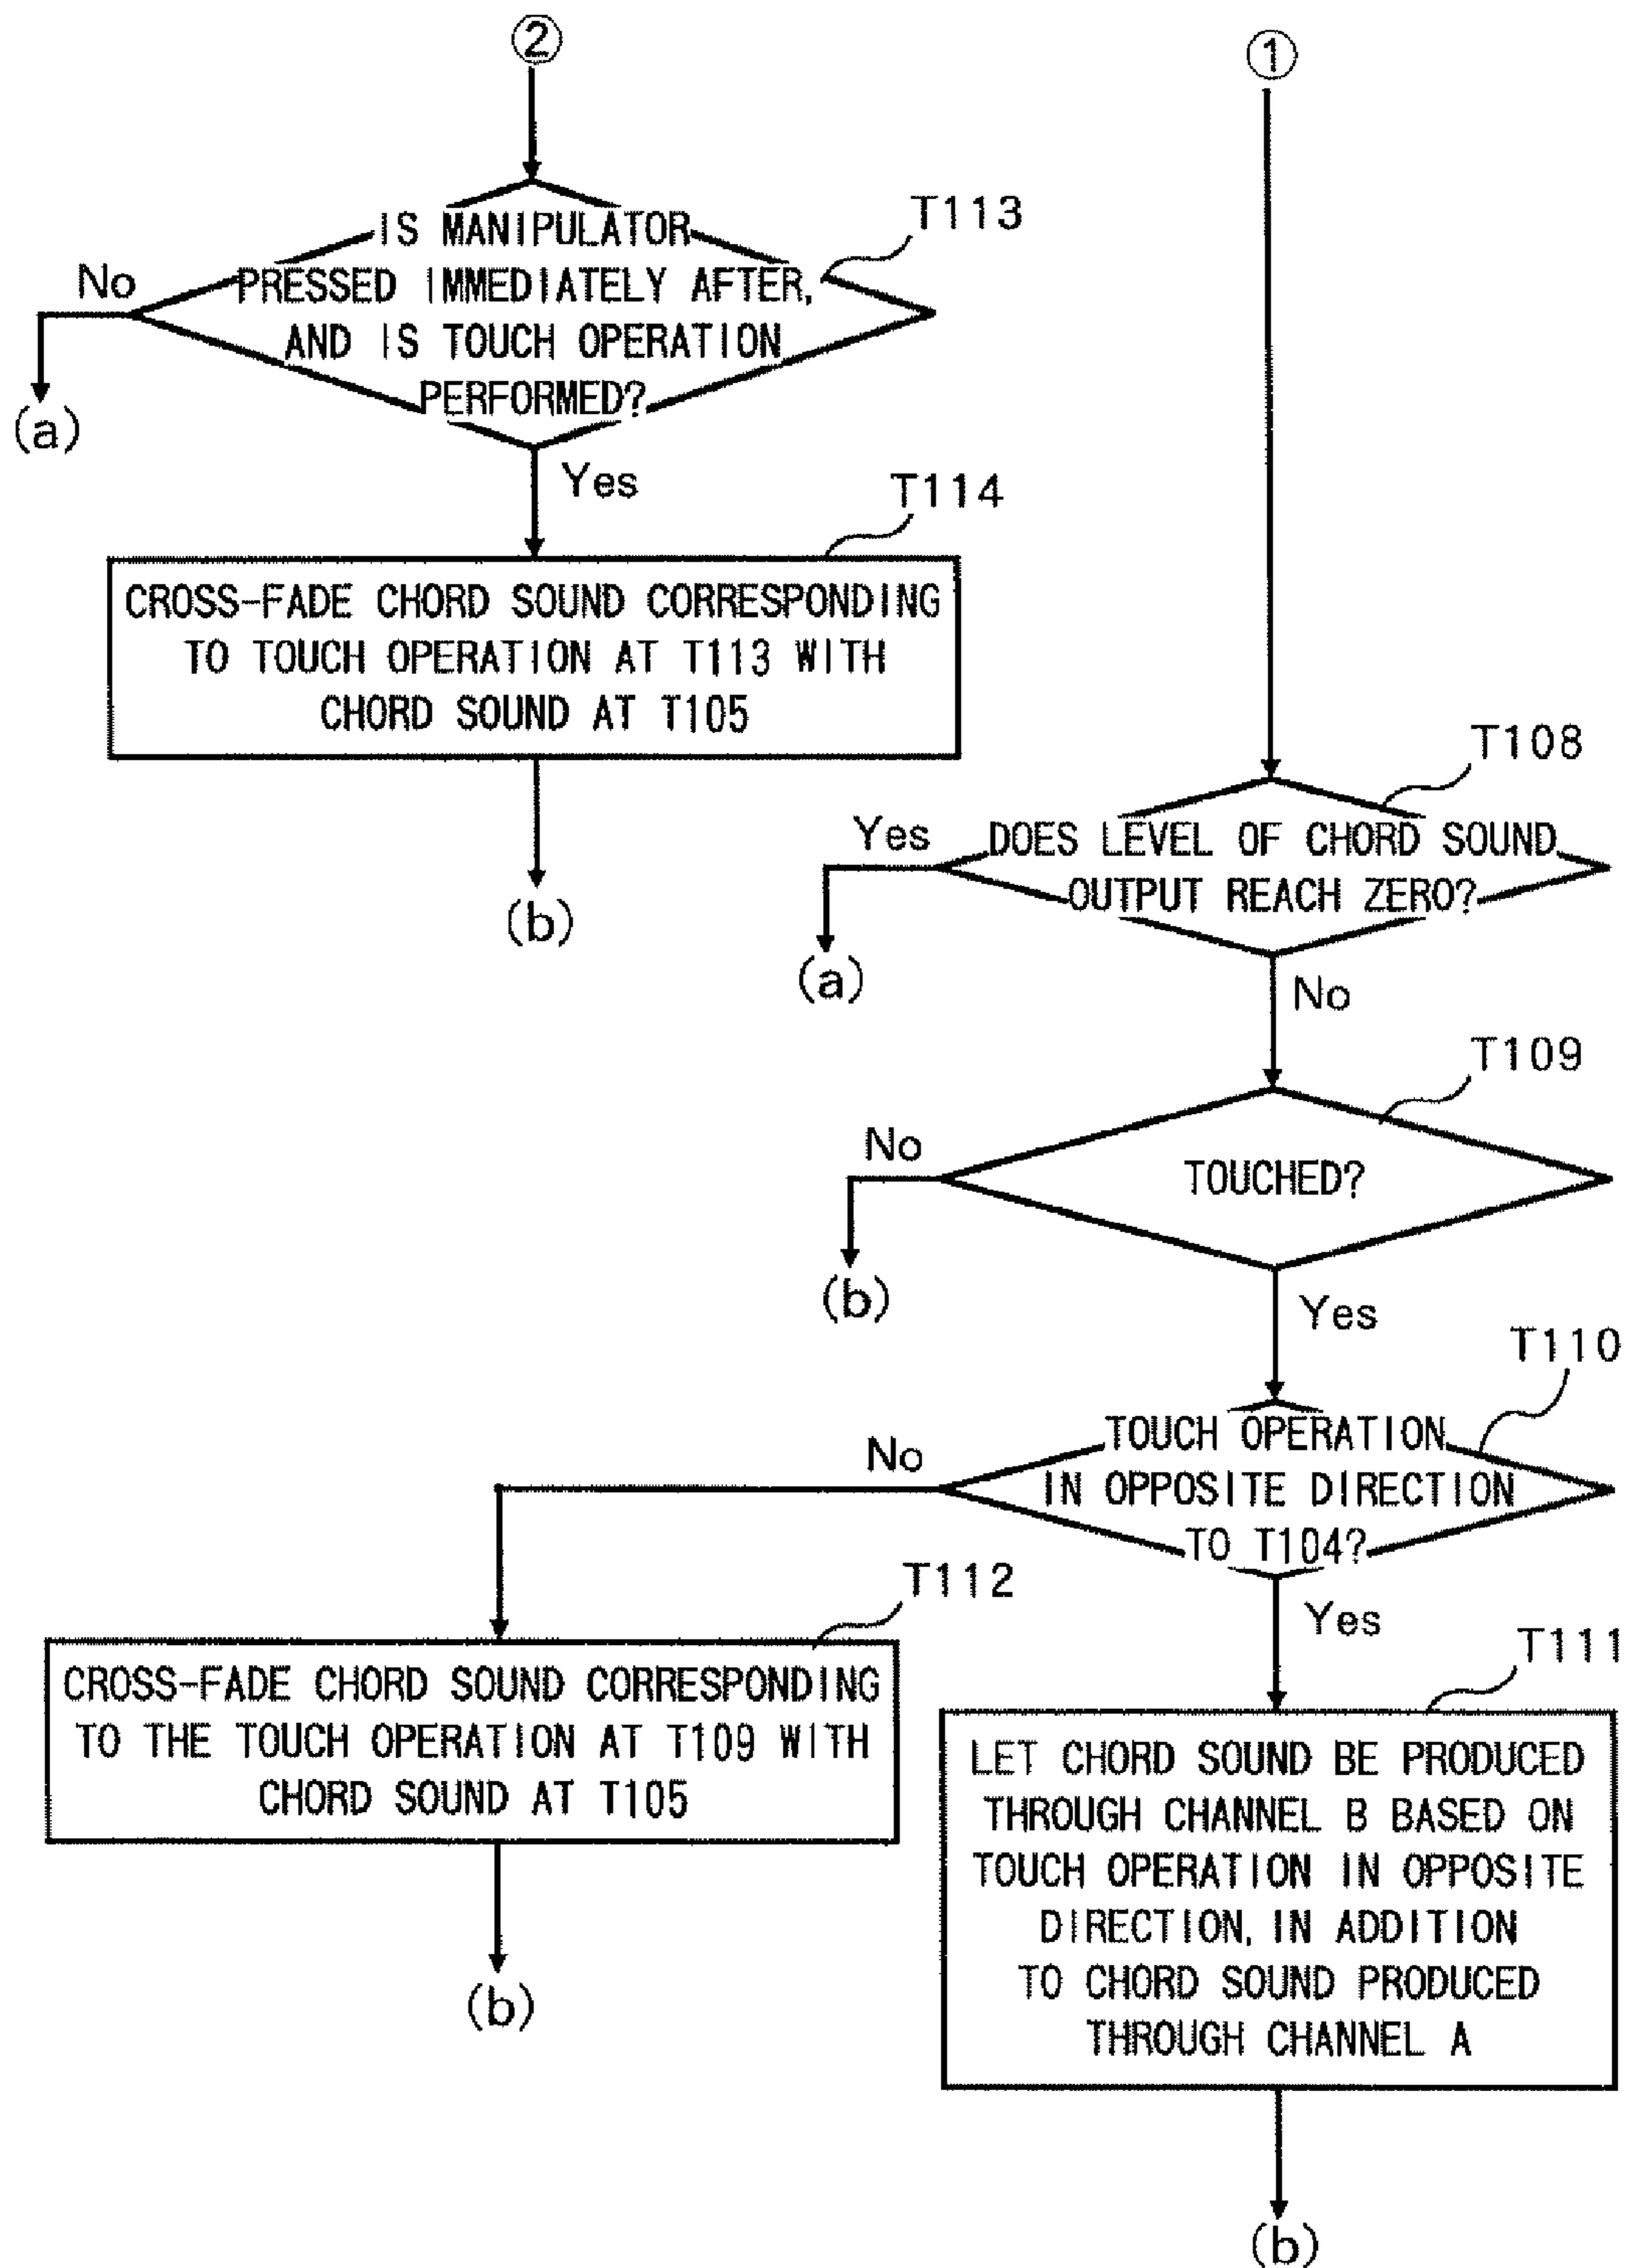 ②
T113
IS MANIPULATOR
PRESSED IMMEDIATELY AFTER,
AND IS TOUCH OPERATION
PERFORMED?
No
(a)
Yes
T114
CROSS-FADE CHORD SOUND CORRESPONDING
TO TOUCH OPERATION AT T113 WITH
CHORD SOUND AT T105
(b)
①
T108
DOES LEVEL OF CHORD SOUND
OUTPUT REACH ZERO?
Yes
(a)
No
T109
TOUCHED?
No
(b)
Yes
T110
TOUCH OPERATION
IN OPPOSITE DIRECTION
TO T104?
No
T112
CROSS-FADE CHORD SOUND CORRESPONDING
TO THE TOUCH OPERATION AT T109 WITH
CHORD SOUND AT T105
(b)
Yes
T111
LET CHORD SOUND BE PRODUCED
THROUGH CHANNEL B BASED ON
TOUCH OPERATION IN OPPOSITE
DIRECTION, IN ADDITION
TO CHORD SOUND PRODUCED
THROUGH CHANNEL A
(b)